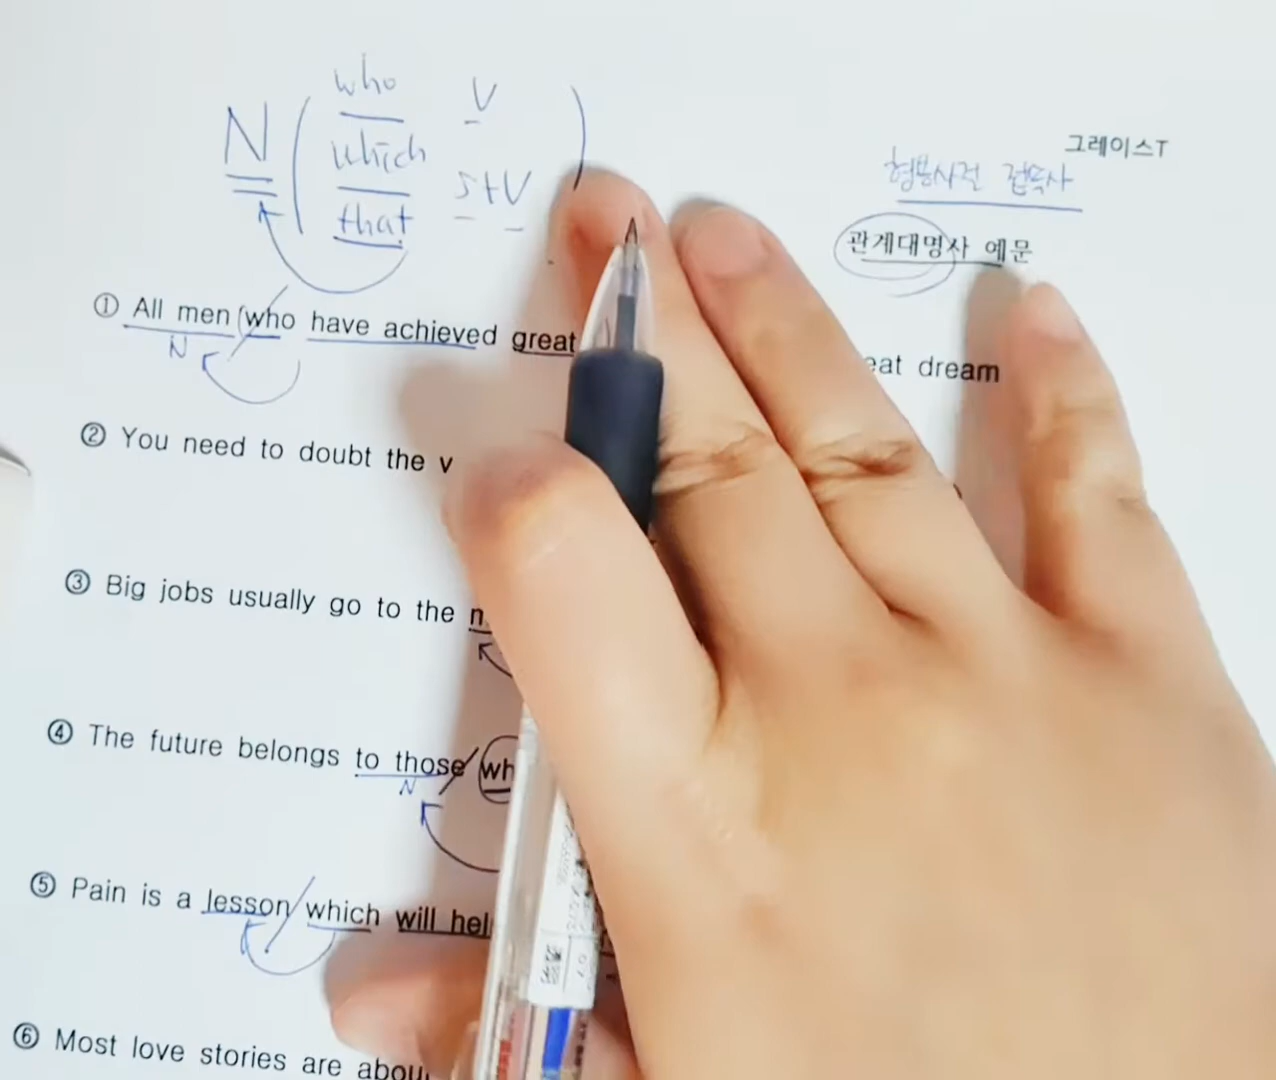 who V
N ( which )
that S+V
그레이스T
형용사절 접속사
관계대명사 예문
① All men (who have achieved great eat dream
N
② You need to doubt the v
③ Big jobs usually go to the
④ The future belongs to those wh
N
⑤ Pain is a lesson which will hel
⑥ Most love stories are abou